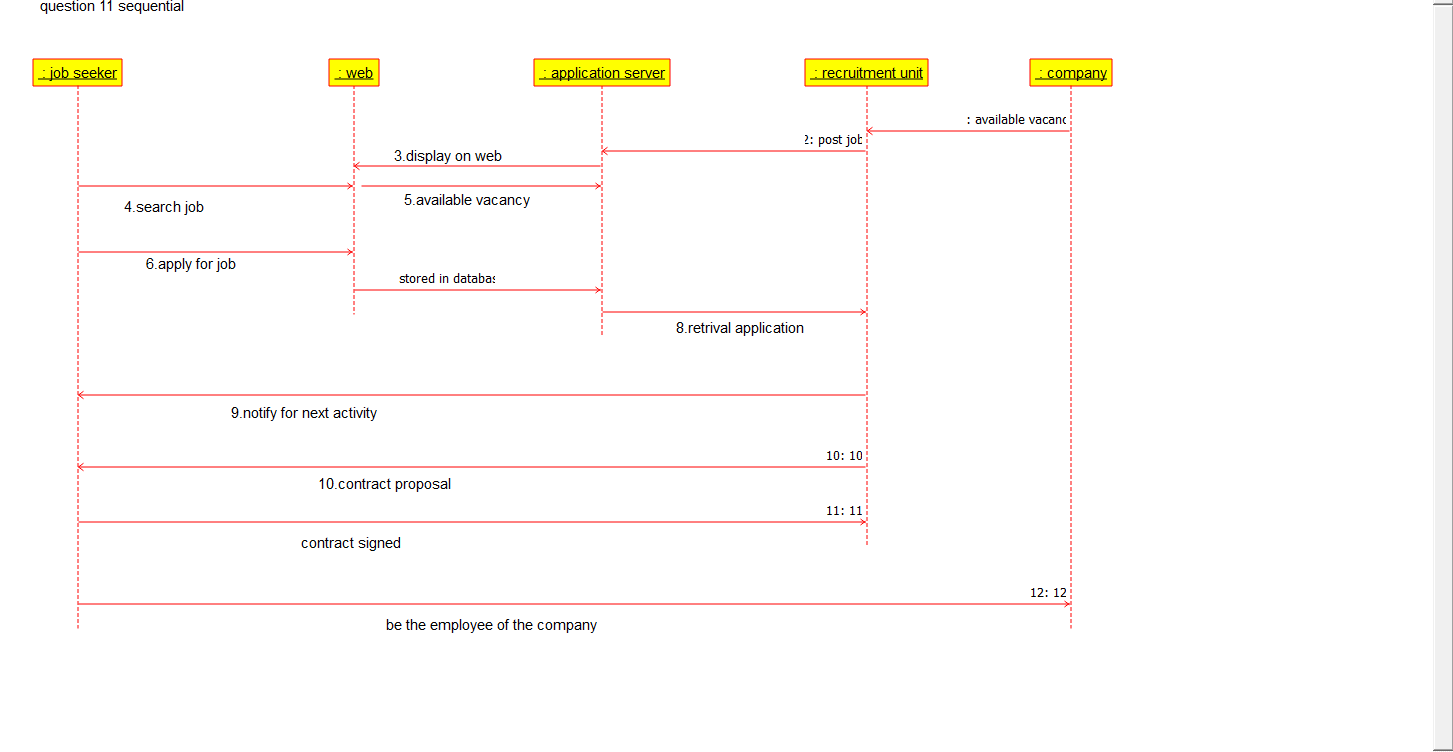 question 11 sequential
: job seeker
: web
: application server
: recruitment unit
: company
: available
2: post job
3.display on web
4.search job
5.available vacancy
6.apply for job
stored in
8.retrival application
9.notify for next activity
10: 10
10.contract proposal
11: 11
contract signed
12: 12
be the employee of the company